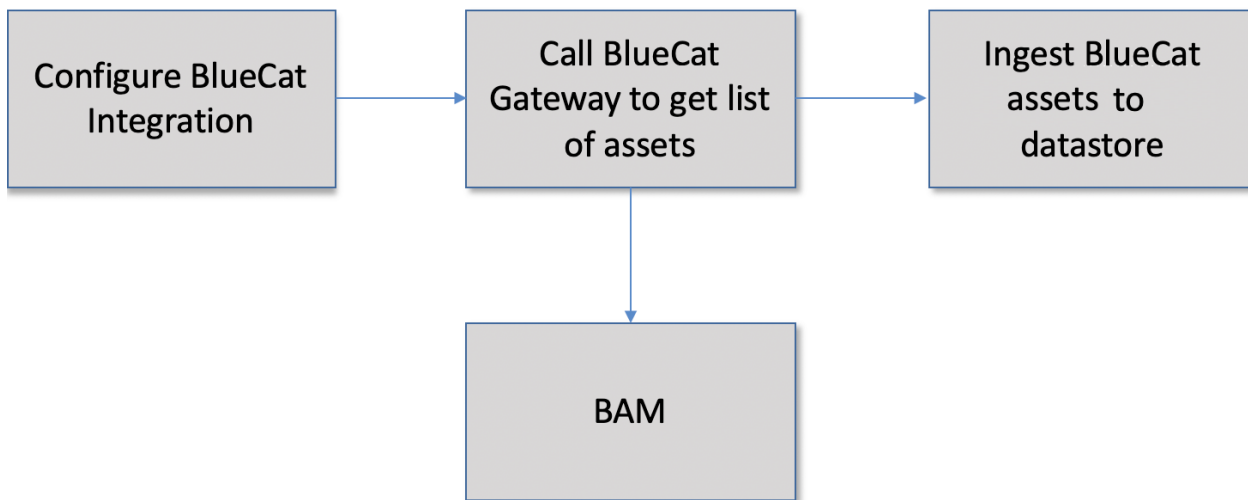 Configure BlueCat
Integration
Call BlueCat
Gateway to get list
of assets
Ingest BlueCat
assets to
datastore
BAM